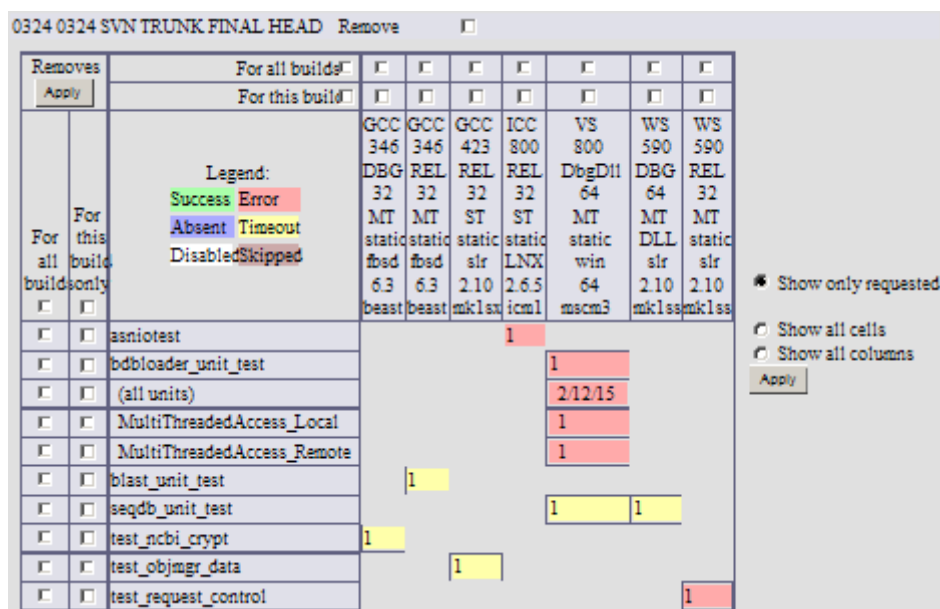 0324 0324 SVN TRUNK FINAL HEAD Remove
Removes For all builds
Apply For this build
GCC GCC GCC ICC VS WS WS
346 346 423 800 800 590 590
DBG REL REL REL DbgDll DBG REL
32 32 32 32 64 64 32
MT MT ST ST MT MT MT
static static static static static DLL static
fbsd fbsd slr LNX win slr slr
6.3 6.3 2.10 2.6.5 64 2.10 2.10
beast beast mk1sx icm1 mscm3 mk1ss mk1ss
Legend:
Success Error
Absent Timeout
Disabled Skipped
For all builds
For this build only
asniotest 1
bdbloader_unit_test 1
(all units) 2/12/15
MultiThreadedAccess_Local 1
MultiThreadedAccess_Remote 1
blast_unit_test 1
seqdb_unit_test 1 1
test_ncbi_crypt 1
test_objmgr_data 1
test_request_control 1
Show only requested
Show all cells
Show all columns
Apply